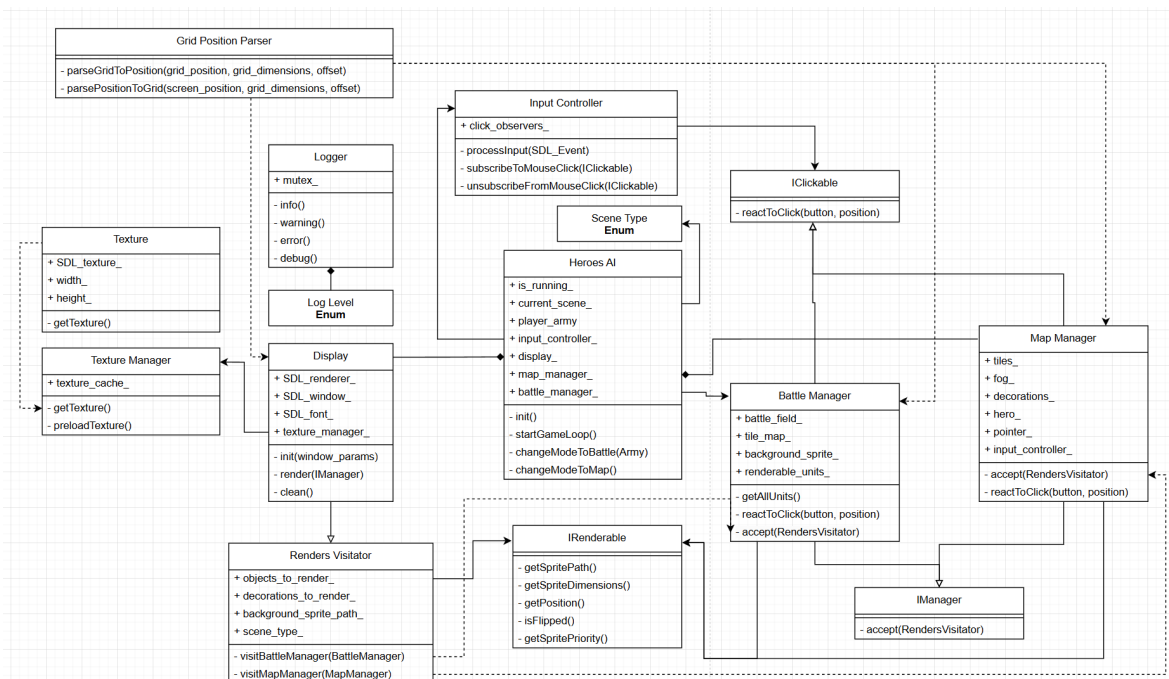 Grid Position Parser
- parseGridToPosition(grid_position, grid_dimensions, offset)
- parsePositionToGrid(screen_position, grid_dimensions, offset)
Input Controller
+ click_observers_
- processInput(SDL_Event)
- subscribeToMouseClick(IClickable)
- unsubscribeFromMouseClick(IClickable)
Logger
+ mutex_
- info()
- warning()
- error()
- debug()
IClickable
- reactToClick(button, position)
Scene Type
Enum
Texture
+ SDL_texture_
+ width_
+ height_
- getTexture()
Heroes AI
+ is_running_
+ current_scene_
+ player_army
+ input_controller_
+ display_
+ map_manager_
+ battle_manager_
- init()
- startGameLoop()
- changeModeToBattle(Army)
- changeModeToMap()
Log Level
Enum
Texture Manager
+ texture_cache_
- getTexture()
- preloadTexture()
Display
+ SDL_renderer_
+ SDL_window_
+ SDL_font_
+ texture_manager_
- init(window_params)
- render(IManager)
- clean()
Map Manager
+ tiles_
+ fog_
+ decorations_
+ hero_
+ pointer_
+ input_controller_
- accept(RendersVisitator)
- reactToClick(button, position)
Battle Manager
+ battle_field_
+ tile_map_
+ background_sprite_
+ renderable_units_
- getAllUnits()
- reactToClick(button, position)
- accept(RendersVisitator)
Renders Visitator
+ objects_to_render_
+ decorations_to_render_
+ background_sprite_path_
+ scene_type_
- visitBattleManager(BattleManager)
- visitMapManager(MapManager)
IRenderable
- getSpritePath()
- getSpriteDimensions()
- getPosition()
- isFlipped()
- getSpritePriority()
IManager
- accept(RendersVisitator)